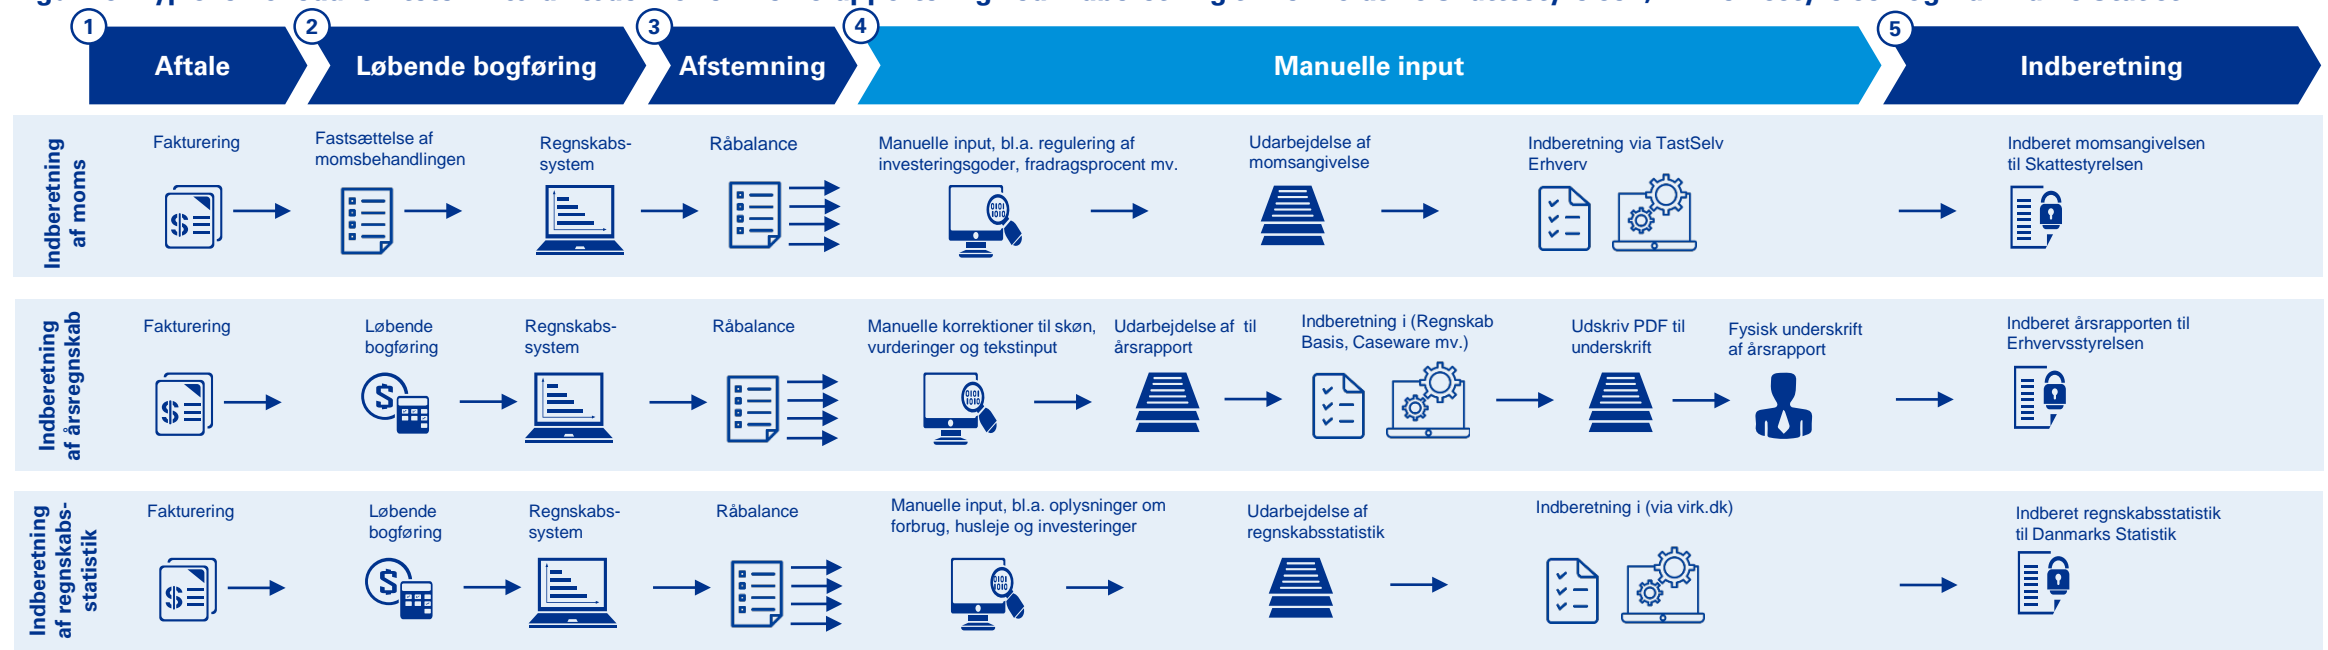 1
2
3
4
5
Aftale
Løbende bogføring
Afstemning
Manuelle input
Indberetning
Indberetning
af moms
Fakturering
Fastsættelse af
momsbehandlingen
Regnskabs-
system
Råbalance
Manuelle input, bl.a. regulering af
investeringsgoder, fradragsprocent mv.
Udarbejdelse af
momsangivelse
Indberetning via TastSelv
Erhverv
Indberet momsangivelsen
til Skattestyrelsen
Indberetning
af årsregnskab
Fakturering
Løbende
bogføring
Regnskabs-
system
Råbalance
Manuelle korrektioner til skøn,
vurderinger og tekstinput
Udarbejdelse af til
årsrapport
Indberetning i (Regnskab
Basis, Caseware mv.)
Udskriv PDF til
underskrift
Fysisk underskrift
af årsrapport
Indberet årsrapporten til
Erhvervsstyrelsen
Indberetning
af regnskabs-
statistik
Fakturering
Løbende
bogføring
Regnskabs-
system
Råbalance
Manuelle input, bl.a. oplysninger om
forbrug, husleje og investeringer
Udarbejdelse af
regnskabsstatistik
Indberetning i (via virk.dk)
Indberet regnskabsstatistik
til Danmarks Statistik